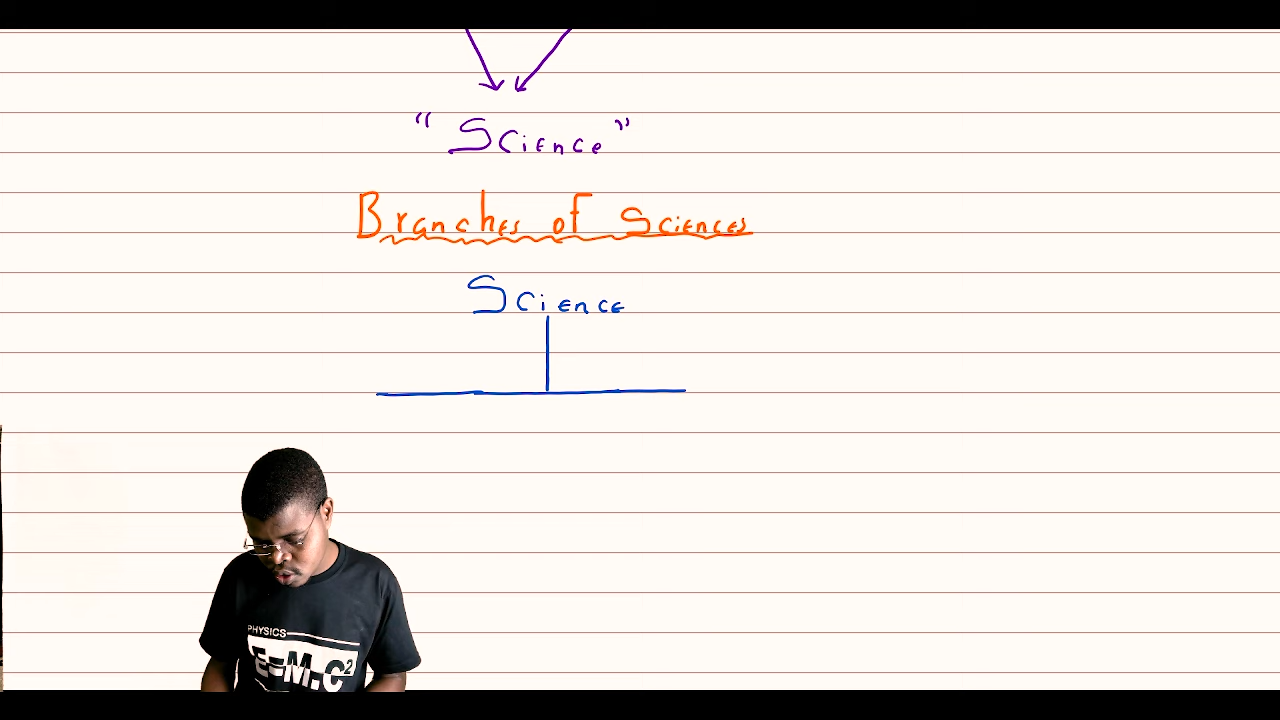 “ Science ”
Branches of Sciences
Science
PHYSICS
E=M.C²